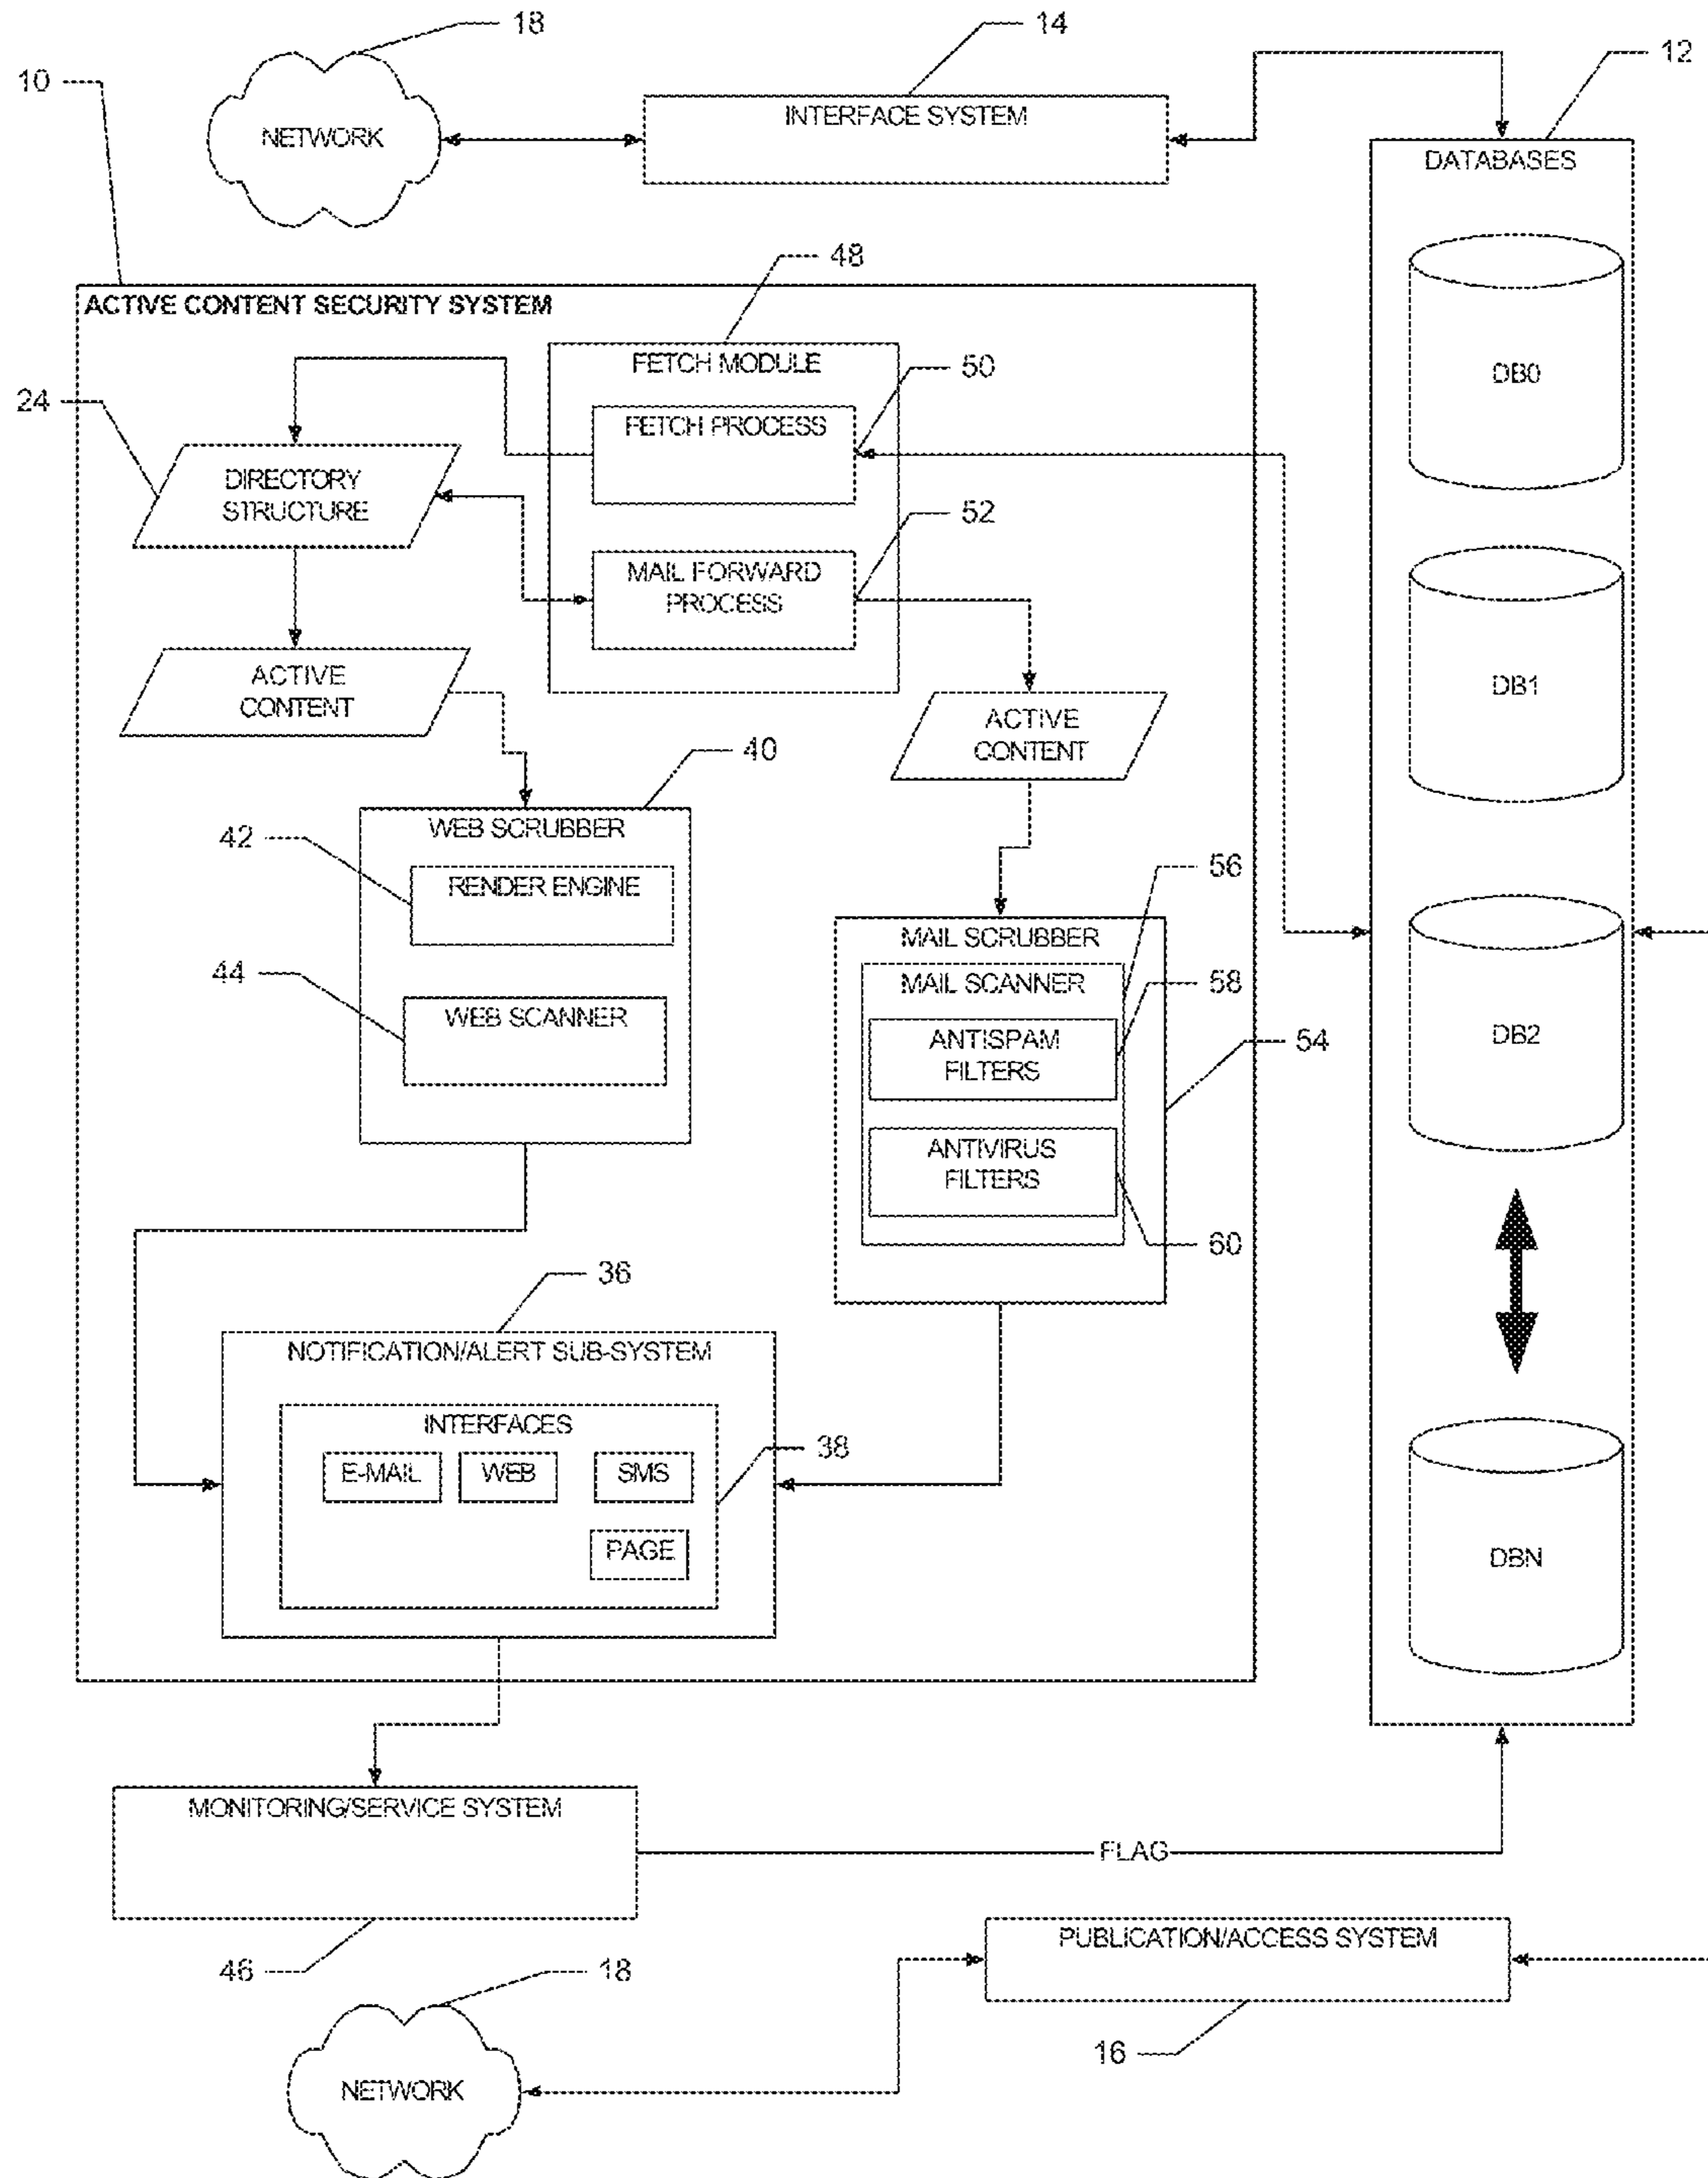 18
14
12
10
NETWORK
INTERFACE SYSTEM
DATABASES
48
ACTIVE CONTENT SECURITY SYSTEM
FETCH MODULE
50
DB0
24
FETCH PROCESS
DIRECTORY
STRUCTURE
52
MAIL FORWARD
PROCESS
ACTIVE
CONTENT
DB1
ACTIVE
CONTENT
40
WEB SCRUBBER
42
RENDER ENGINE
56
MAIL SCRUBBER
44
MAIL SCANNER
58
WEB SCANNER
ANTISPAM
FILTERS
54
DB2
ANTIVIRUS
FILTERS
60
36
NOTIFICATION/ALERT SUB-SYSTEM
INTERFACES
38
E-MAIL
WEB
SMS
PAGE
DBN
MONITORING/SERVICE SYSTEM
FLAG
PUBLICATION/ACCESS SYSTEM
46
18
16
NETWORK